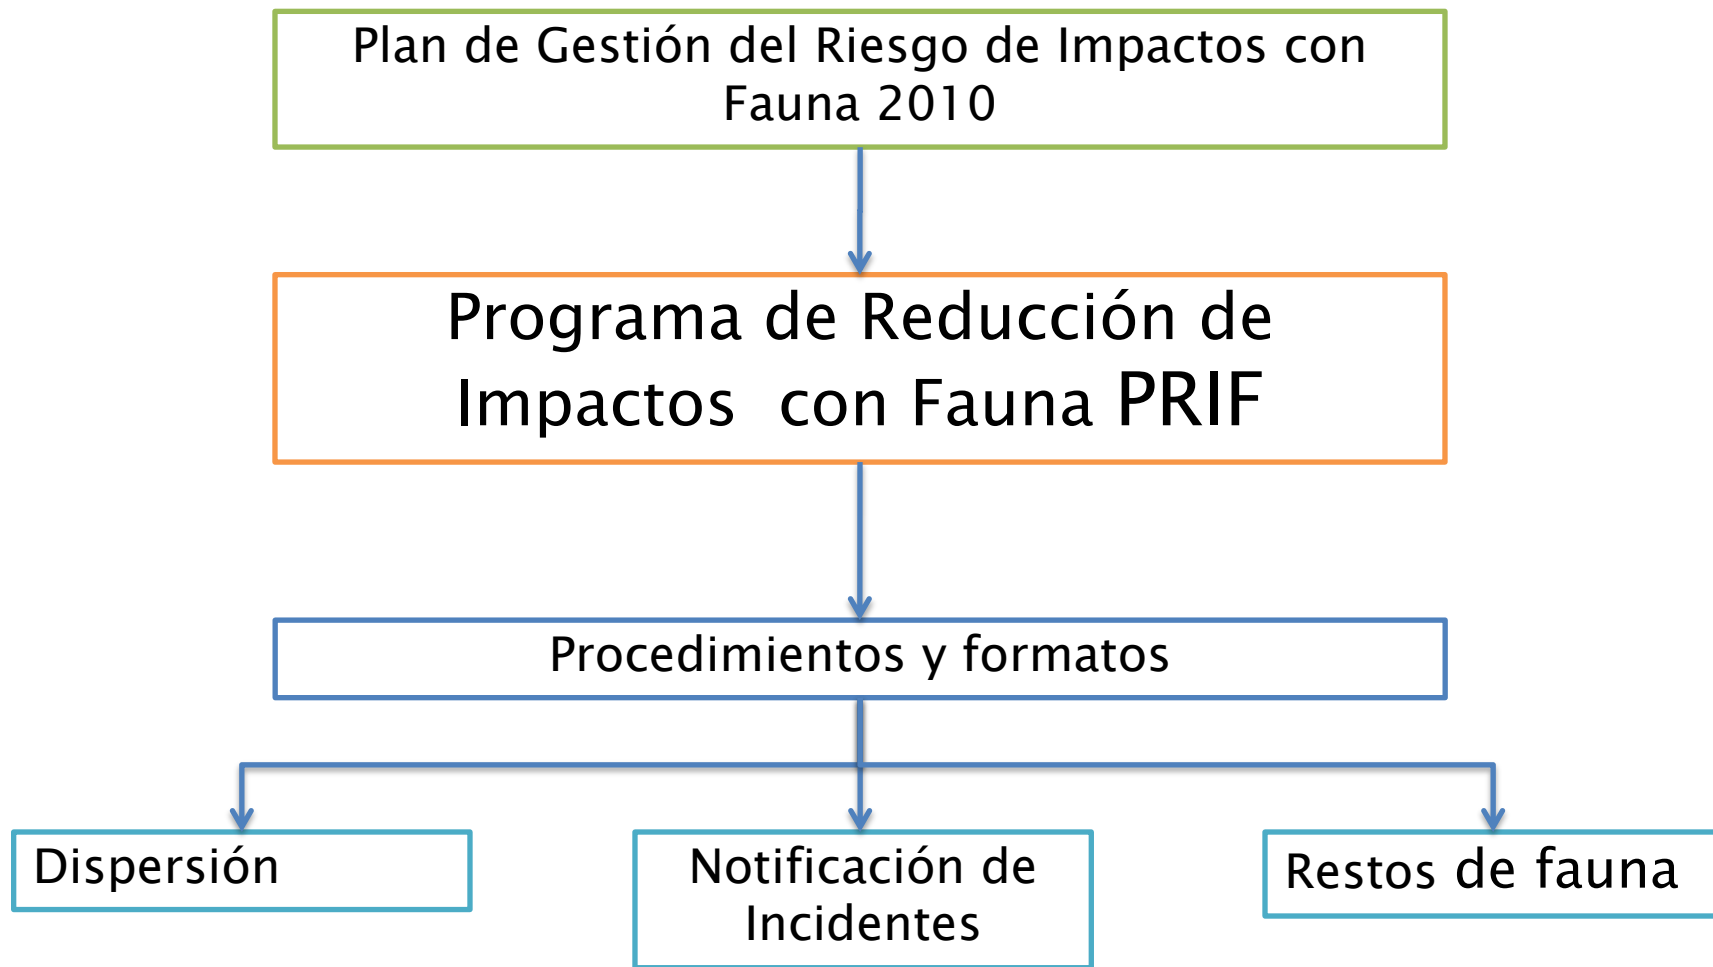 Plan de Gestión del Riesgo de Impactos con
Fauna 2010
Programa de Reducción de
Impactos  con Fauna PRIF
Procedimientos y formatos
Dispersión
Notificación de
Incidentes
Restos de fauna